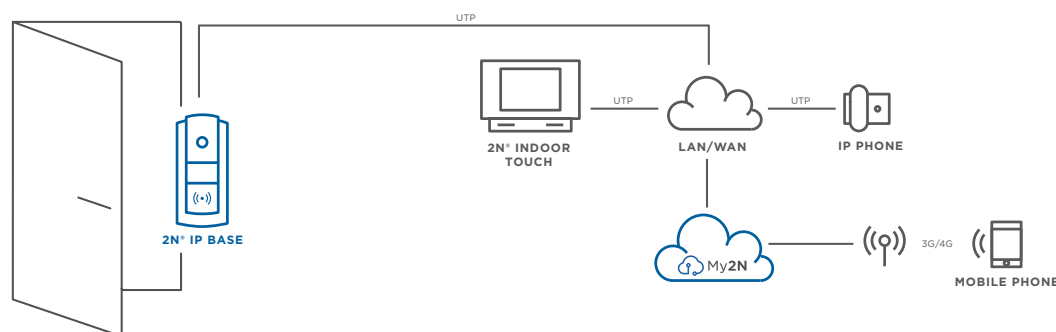 UTP
UTP
UTP
2N® INDOOR
TOUCH
LAN/WAN
IP PHONE
2N® IP BASE
My2N
3G/4G
MOBILE PHONE